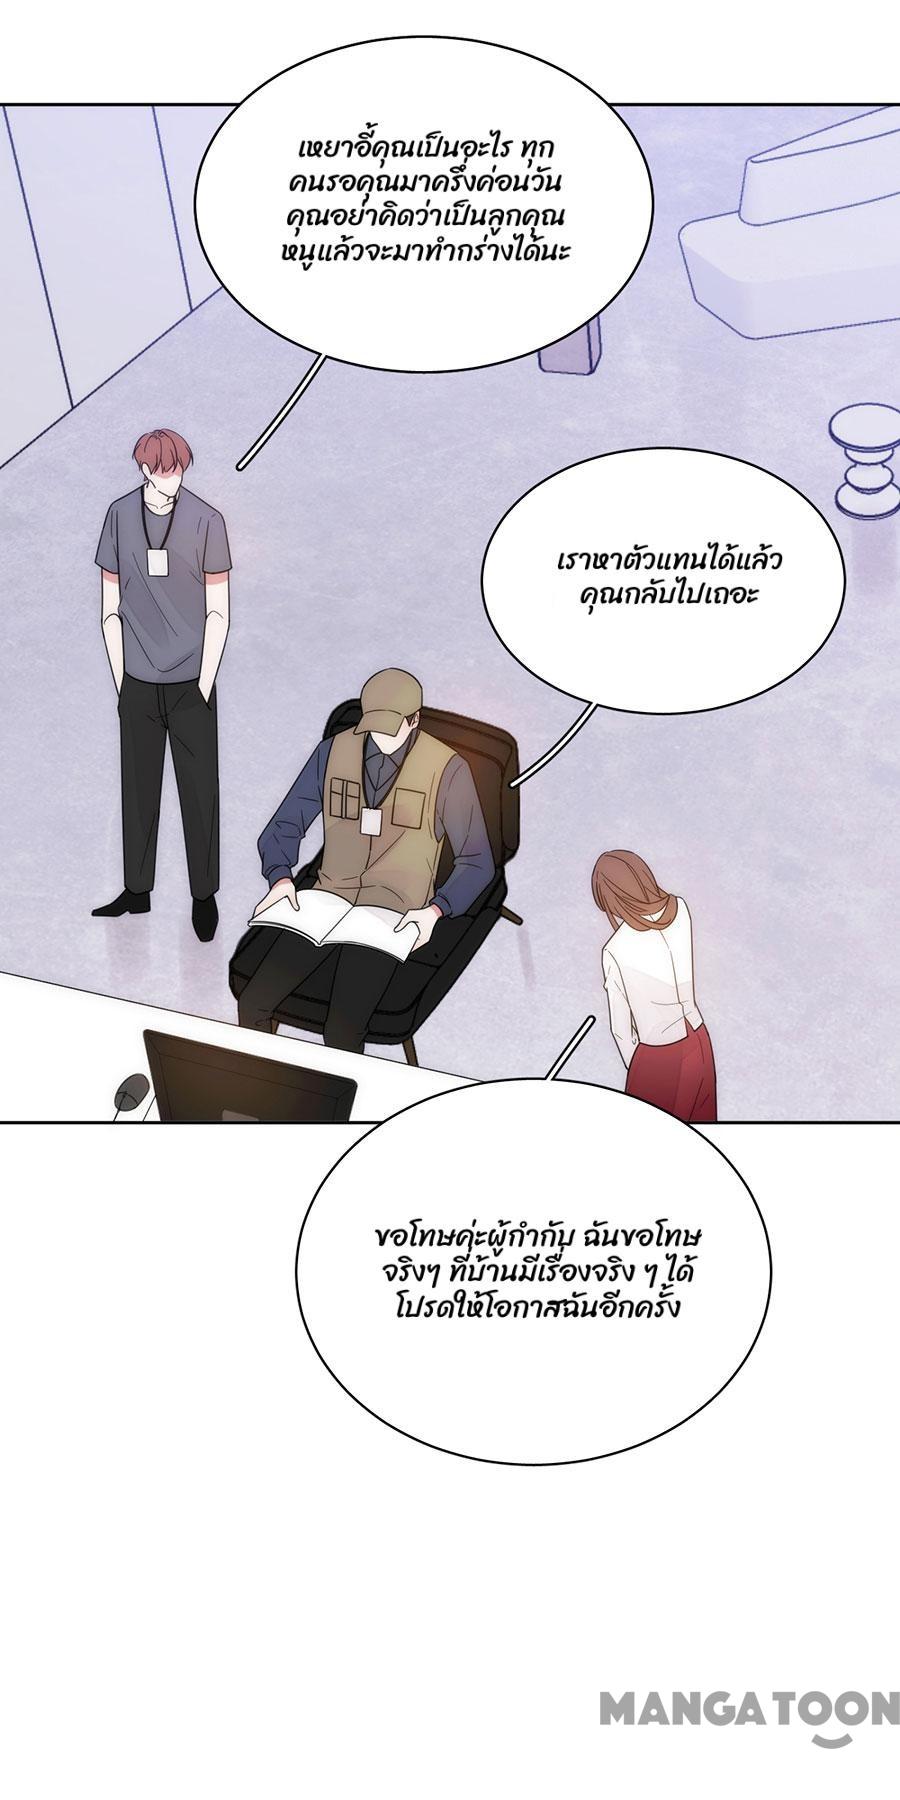 เหยาอี้คุณเป็นอะไร ทุก
คนรอคุณมาครึ่งค่อนวัน
คุณอย่าคิดว่าเป็นลูกคุณ
หนูแล้วจะมาทำกร่างได้นะ
เราหาตัวแทนได้แล้ว
คุณกลับไปเถอะ
ขอโทษค่ะผู้กำกับ ฉันขอโทษ
จริงๆ ที่บ้านมีเรื่องจริง ๆ ได้
โปรดให้โอกาสฉันอีกครั้ง
MANGATOON